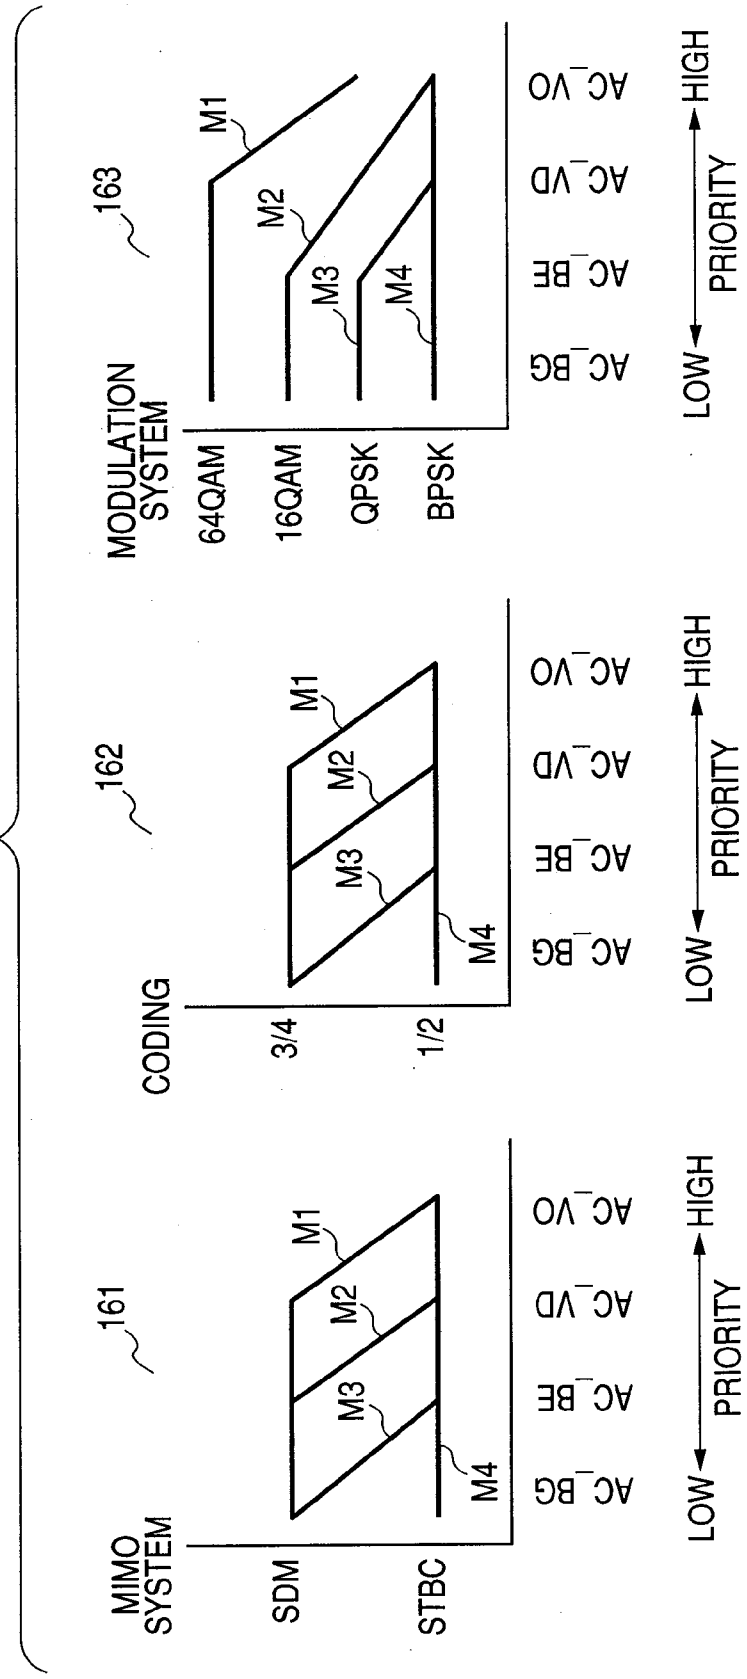 161
MIMO
SYSTEM
SDM
STBC
M1
M2
M3
M4
AC_BG
AC_BE
AC_VD
AC_VO
LOW
HIGH
PRIORITY
162
CODING
3/4
1/2
M1
M2
M3
M4
AC_BG
AC_BE
AC_VD
AC_VO
LOW
HIGH
PRIORITY
163
MODULATION
SYSTEM
64QAM
16QAM
QPSK
BPSK
M1
M2
M3
M4
AC_BG
AC_BE
AC_VD
AC_VO
LOW
HIGH
PRIORITY